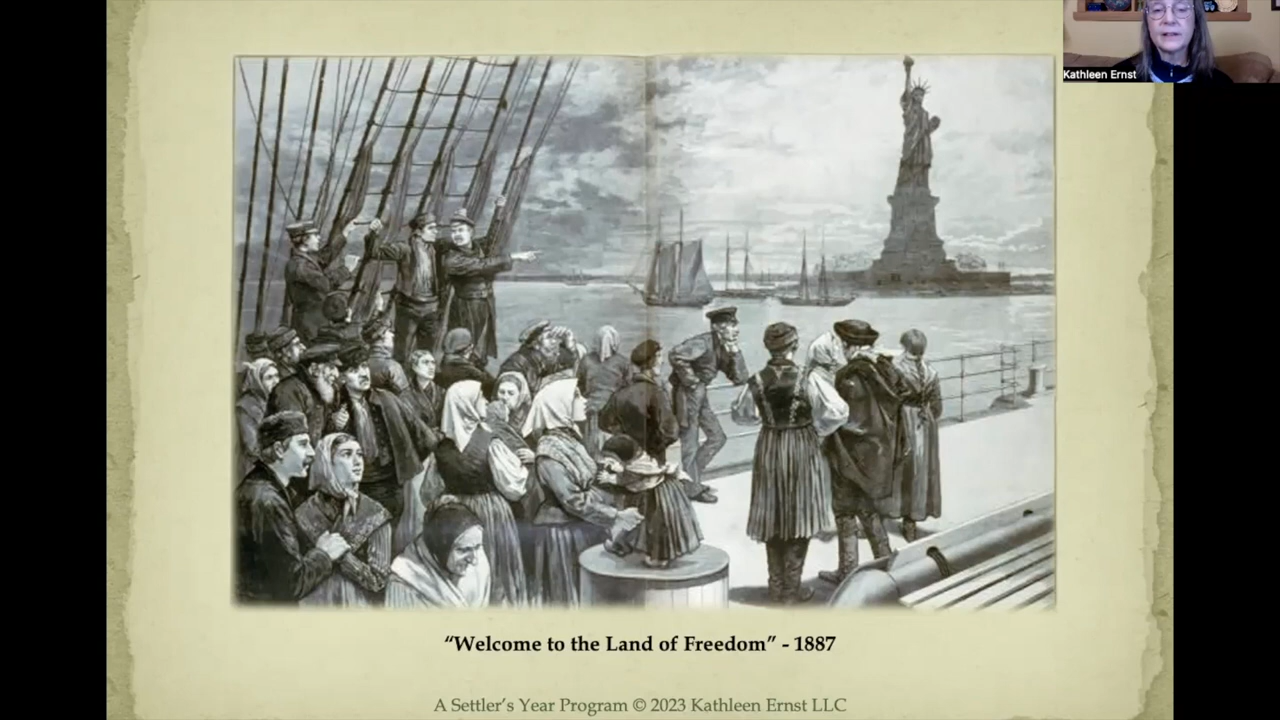 Kathleen Ernst
“Welcome to the Land of Freedom” - 1887
A Settler’s Year Program © 2023 Kathleen Ernst LLC